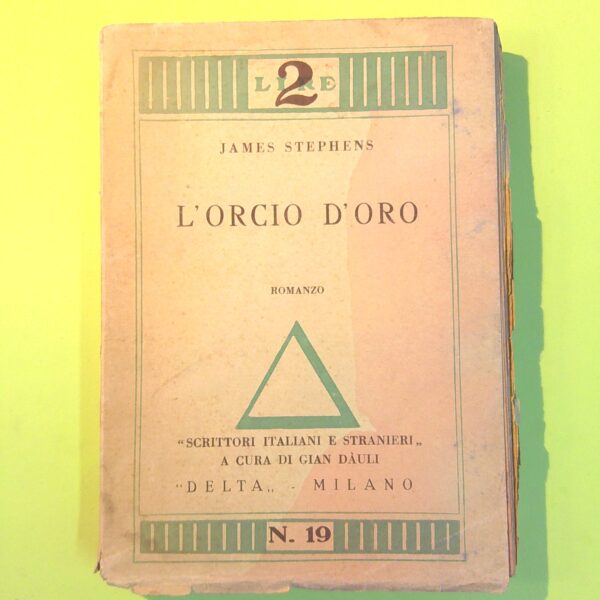 2
LIRE
JAMES STEPHENS
L'ORCIO D'ORO
ROMANZO
"SCRITTORI ITALIANI E STRANIERI„
A CURA DI GIAN DÀULI
"DELTA„ - MILANO
N. 19